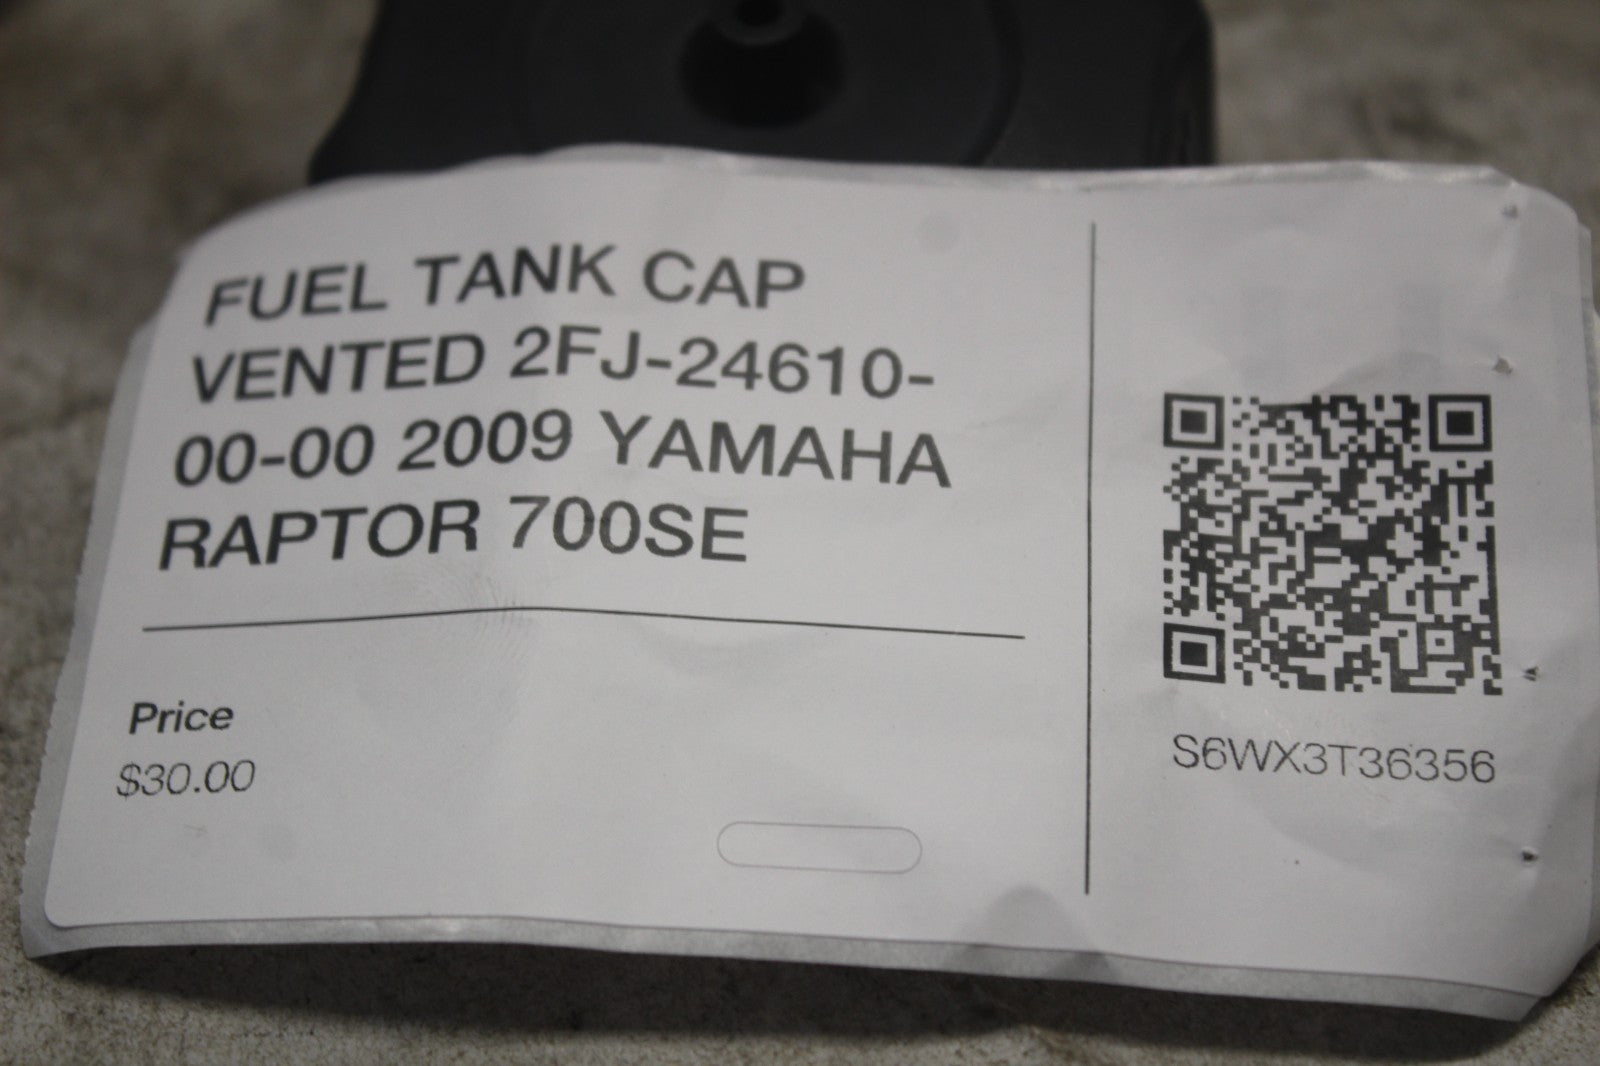 FUEL TANK CAP
VENTED 2FJ-24610-
00-00 2009 YAMAHA
RAPTOR 700SE
Price
$30.00
S6WX3T36356